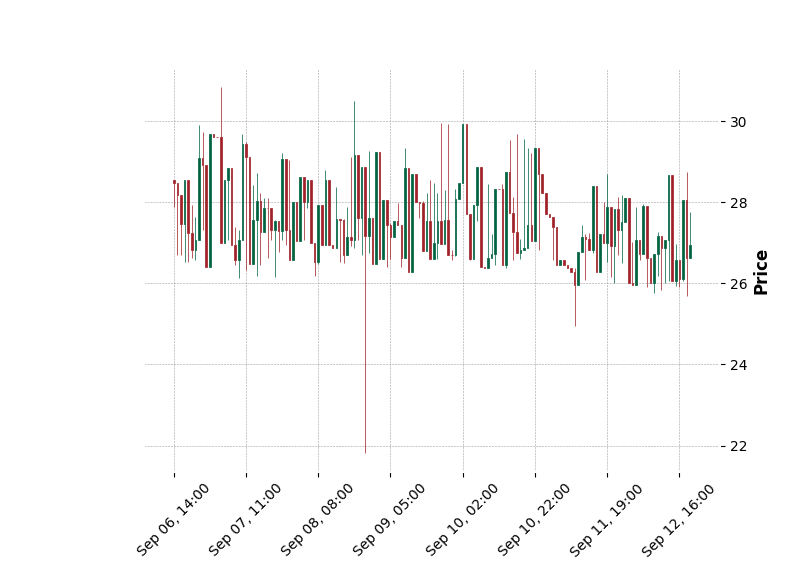 30
28
26
24
22
Price
Sep 06, 14:00
Sep 07, 11:00
Sep 08, 08:00
Sep 09, 05:00
Sep 10, 02:00
Sep 10, 22:00
Sep 11, 19:00
Sep 12, 16:00